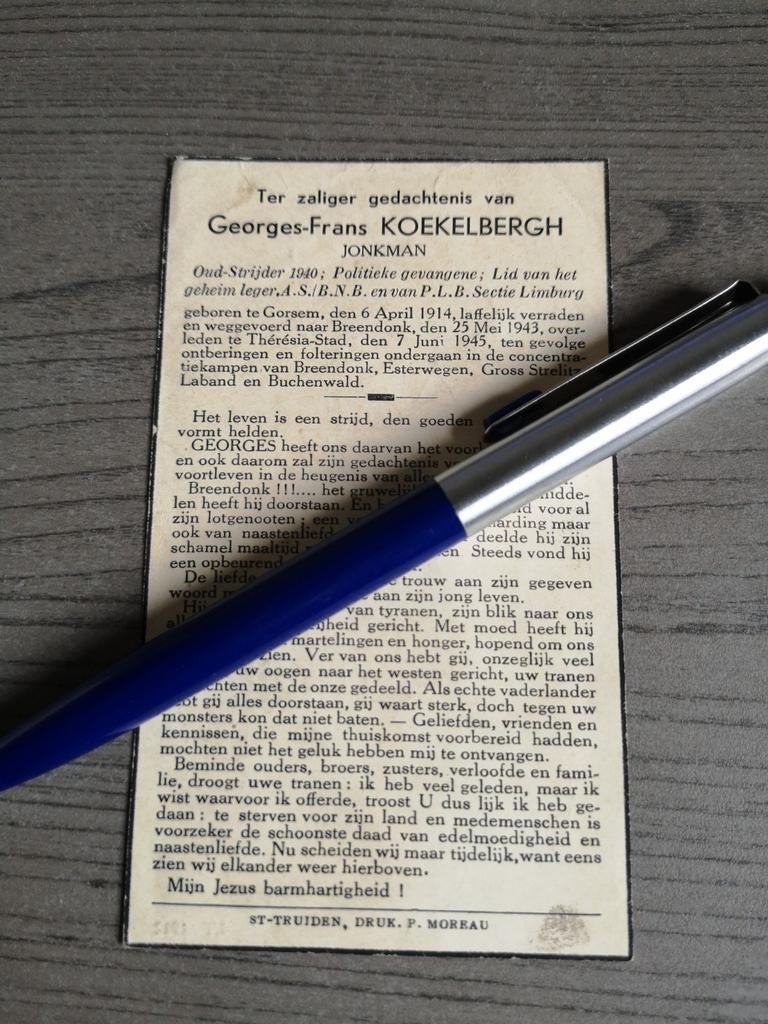 Ter zaliger gedachtenis van
Georges-Frans KOEKELBERGH
JONKMAN
Oud-Strijder 1940; Politieke gevangene; Lid van het
geheim leger. A.S./B.N.B. en van P.L.B. Sectie Limburg
geboren te Gorsem, den 6 April 1914, laffelijk verraden
en weggevoerd naar Breendonk, den 25 Mei 1943, over-
leden te Thérésia-Stad, den 7 Juni 1945, ten gevolge
ontberingen en folteringen ondergaan in de concentra-
tiekampen van Breendonk, Esterwegen, Gross Strelitz
Laband en Buchenwald.
Het leven is een strijd, den goeden
vormt helden.
GEORGES heeft ons daarvan het
en ook daarom zal zijn gedachtenis
voortleven in de heugenis van
Breendonk !!!.... het
len heeft hij doorstaan. En voor al
zijn lotgenooten : een maar
ook van deelde hij zijn
schamel maaltijd Steeds vond hij
een
De liefde trouw aan zijn gegeven
woord aan zijn jong leven.
Hij van tyranen, zijn blik naar ons
gericht. Met moed heeft hij
martelingen en honger, hopend om ons
Ver van ons hebt gij, onzeglijk veel
uw oogen naar het westen gericht, uw tranen
met de onze gedeeld. Als echte vaderlander
gij alles doorstaan, gij waart sterk, doch tegen uw
monsters kon dat niet baten. — Geliefden, vrienden en
kennissen, die mijne thuiskomst voorbereid hadden,
mochten niet het geluk hebben mij te ontvangen.
Beminde ouders, broers, zusters, verloofde en fami-
lie, droogt uwe tranen : ik heb veel geleden, maar ik
wist waarvoor ik offerde, troost U dus lijk ik heb ge-
daan : te sterven voor zijn land en medemenschen is
voorzeker de schoonste daad van edelmoedigheid en
naastenliefde. Nu scheiden wij maar tijdelijk, want eens
zien wij elkander weer hierboven.
Mijn Jezus barmhartigheid !
ST-TRUIDEN, DRUK. P. MOREAU